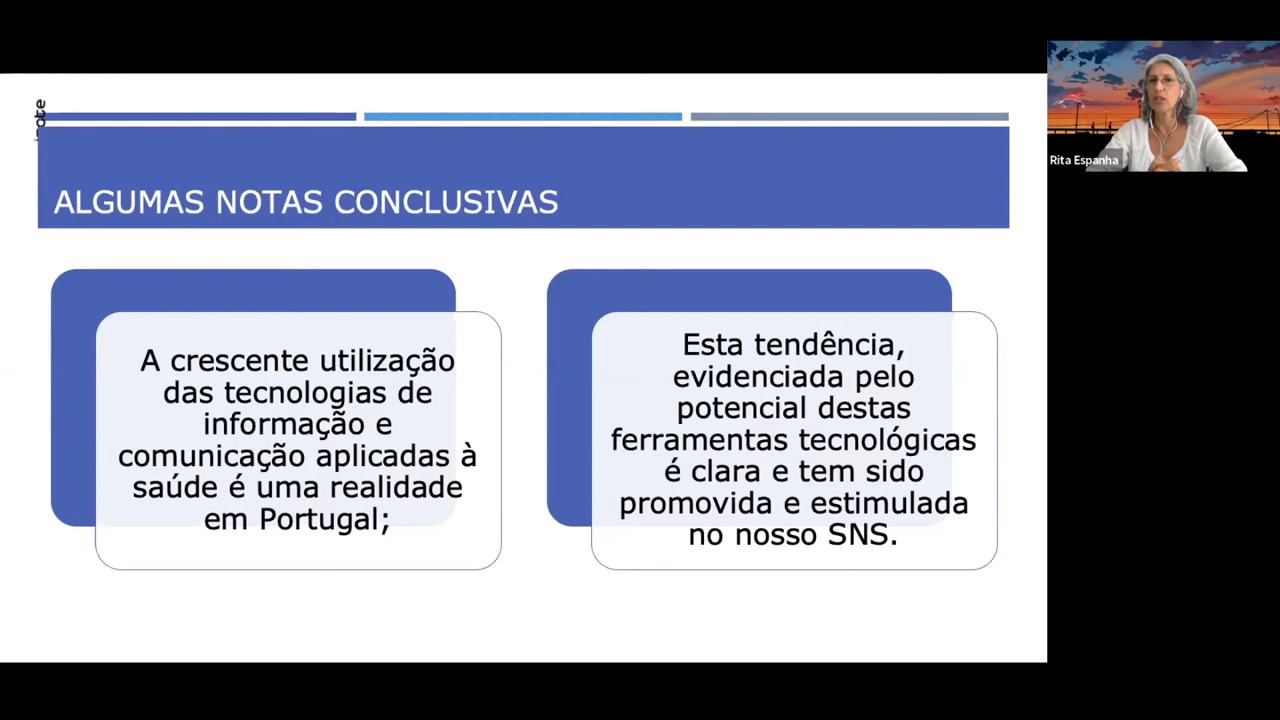 ALGUMAS NOTAS CONCLUSIVAS
A crescente utilização
das tecnologias de
informação e
comunicação aplicadas à
saúde é uma realidade
em Portugal;
Esta tendência,
evidenciada pelo
potencial destas
ferramentas tecnológicas
é clara e tem sido
promovida e estimulada
no nosso SNS.
Rita Espanha